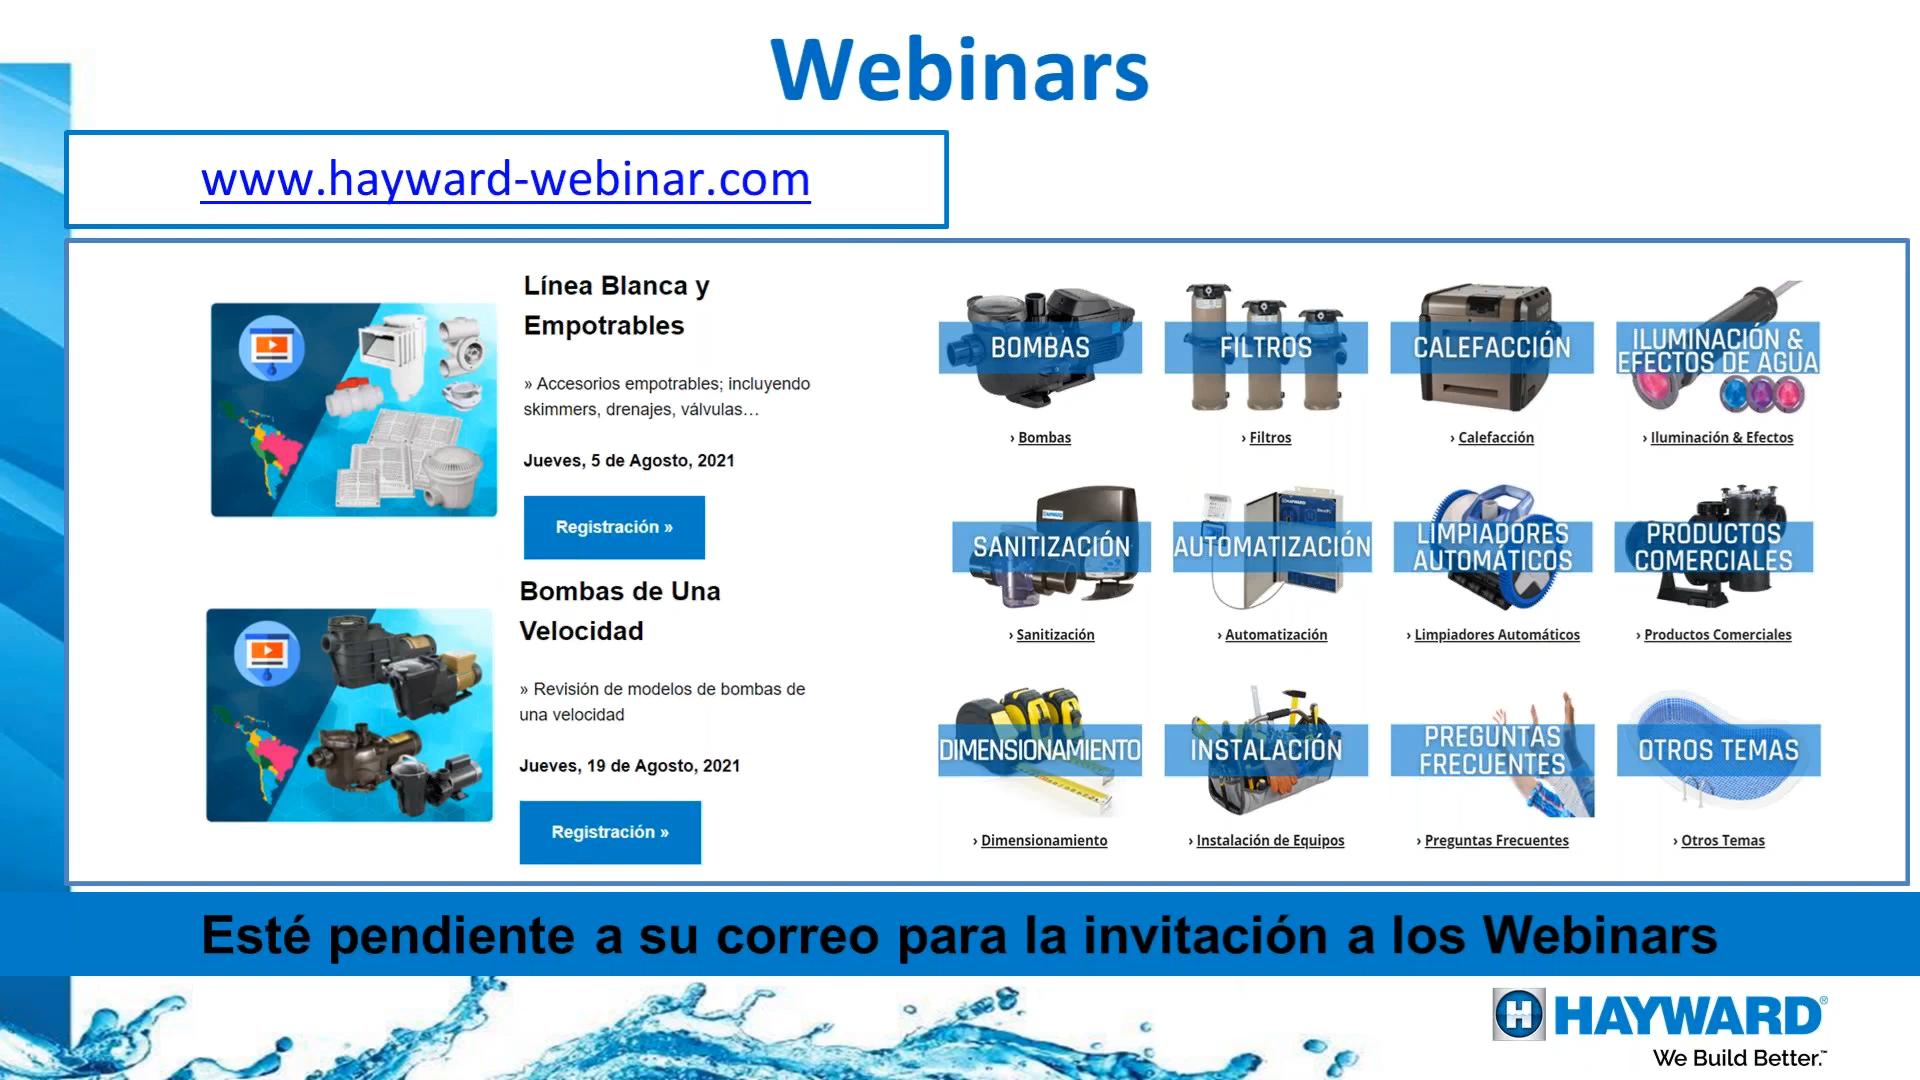 Webinars
www.hayward-webinar.com
Línea Blanca y
Empotrables
» Accesorios empotrables; incluyendo
skimmers, drenajes, válvulas…
Jueves, 5 de Agosto, 2021
Registración »
Bombas de Una
Velocidad
» Revisión de modelos de bombas de
una velocidad
Jueves, 19 de Agosto, 2021
Registración »
BOMBAS
› Bombas
FILTROS
› Filtros
CALEFACCIÓN
› Calefacción
ILUMINACIÓN &
EFECTOS DE AGUA
› Iluminación & Efectos
HAYWARD
SANITIZACIÓN
› Sanitización
HAYWARD
AUTOMATIZACIÓN
› Automatización
LIMPIADORES
AUTOMÁTICOS
› Limpiadores Automáticos
PRODUCTOS
COMERCIALES
› Productos Comerciales
DIMENSIONAMIENTO
› Dimensionamiento
INSTALACIÓN
› Instalación de Equipos
PREGUNTAS
FRECUENTES
› Preguntas Frecuentes
OTROS TEMAS
› Otros Temas
Esté pendiente a su correo para la invitación a los Webinars
H HAYWARD®
We Build Better.™